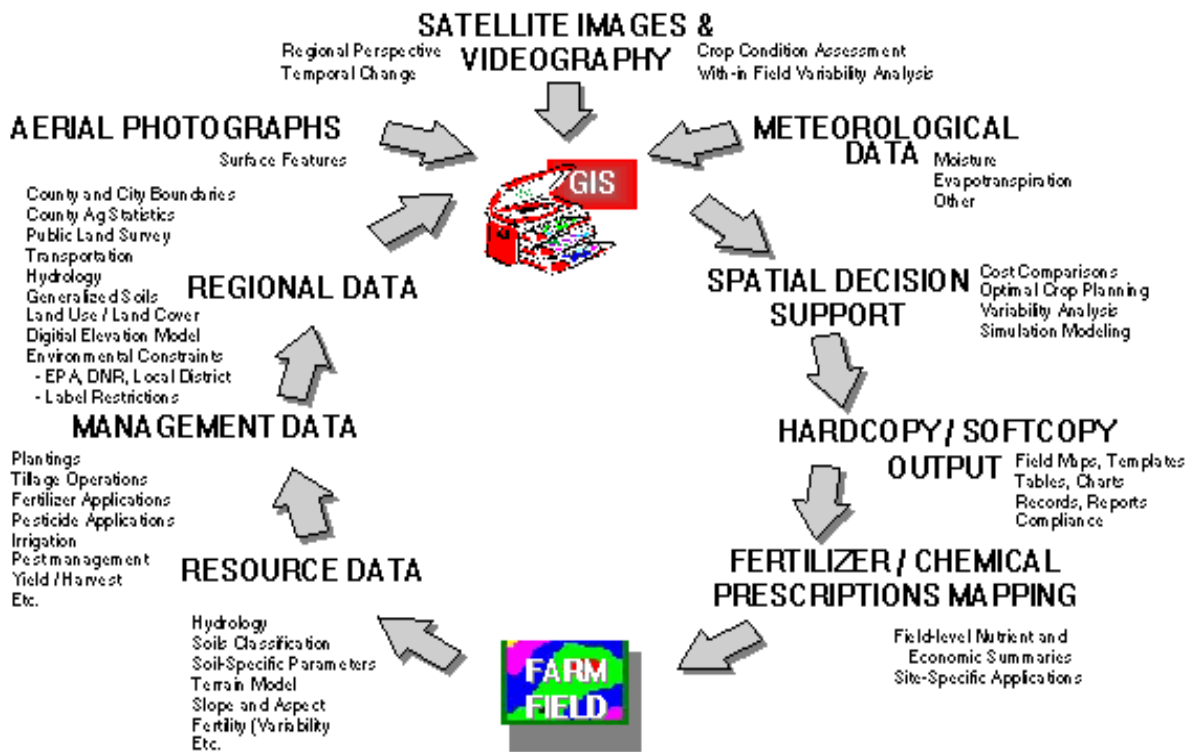 SATELLITE IMAGES &
VIDEOGRAPHY
Regional Perspective
Temporal Change
Crop Condition Assessment
With-in Field Variability Analysis
AERIAL PHOTOGRAPHS
Surface Features
METEOROLOGICAL
DATA
Moisture
Evapotranspiration
Other
GIS
County and City Boundaries
County Ag Statistics
Public Land Survey
Transportation
Hydrology
Generalized Soils
Land Use / Land Cover
Digitial Elevation Model
Environmental Constraints
- EPA, DNR, Local District
- Label Restrictions
REGIONAL DATA
SPATIAL DECISION
SUPPORT
Cost Comparisons
Optimal Crop Planning
Variability Analysis
Simulation Modeling
MANAGEMENT DATA
Plantings
Tillage Operations
Fertilizer Applications
Pesticide Applications
Irrigation
Pest management
Yield / Harvest
Etc.
HARDCOPY / SOFTCOPY
OUTPUT
Field Maps, Templates
Tables, Charts
Records, Reports
Compliance
RESOURCE DATA
Hydrology
Soils Classification
Soil-Specific Parameters
Terrain Model
Slope and Aspect
Fertility (Variability
Etc.
FERTILIZER / CHEMICAL
PRESCRIPTIONS MAPPING
Field-level Nutrient and
Economic Summaries
Site-Specific Applications
FARM
FIELD